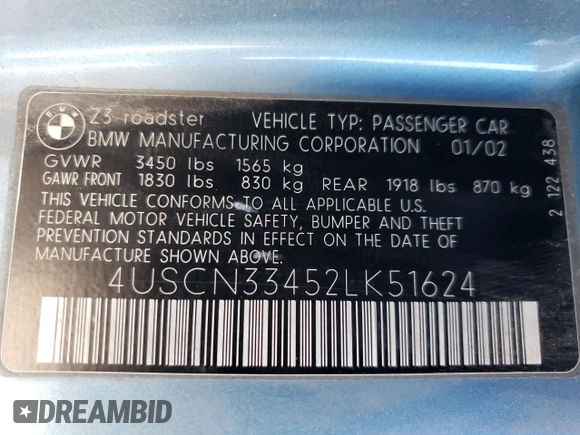 BMW
Z3 roadster VEHICLE TYP: PASSENGER CAR
BMW MANUFACTURING CORPORATION 01/02
GVWR 3450 lbs 1565 kg
GAWR FRONT 1830 lbs 830 kg REAR 1918 lbs 870 kg
THIS VEHICLE CONFORMS TO ALL APPLICABLE U.S.
FEDERAL MOTOR VEHICLE SAFETY, BUMPER AND THEFT
PREVENTION STANDARDS IN EFFECT ON THE DATE OF
MANUFACTURE SHOWN ABOVE.
4USCN33452LK51624
2 122 438
DREAMBID